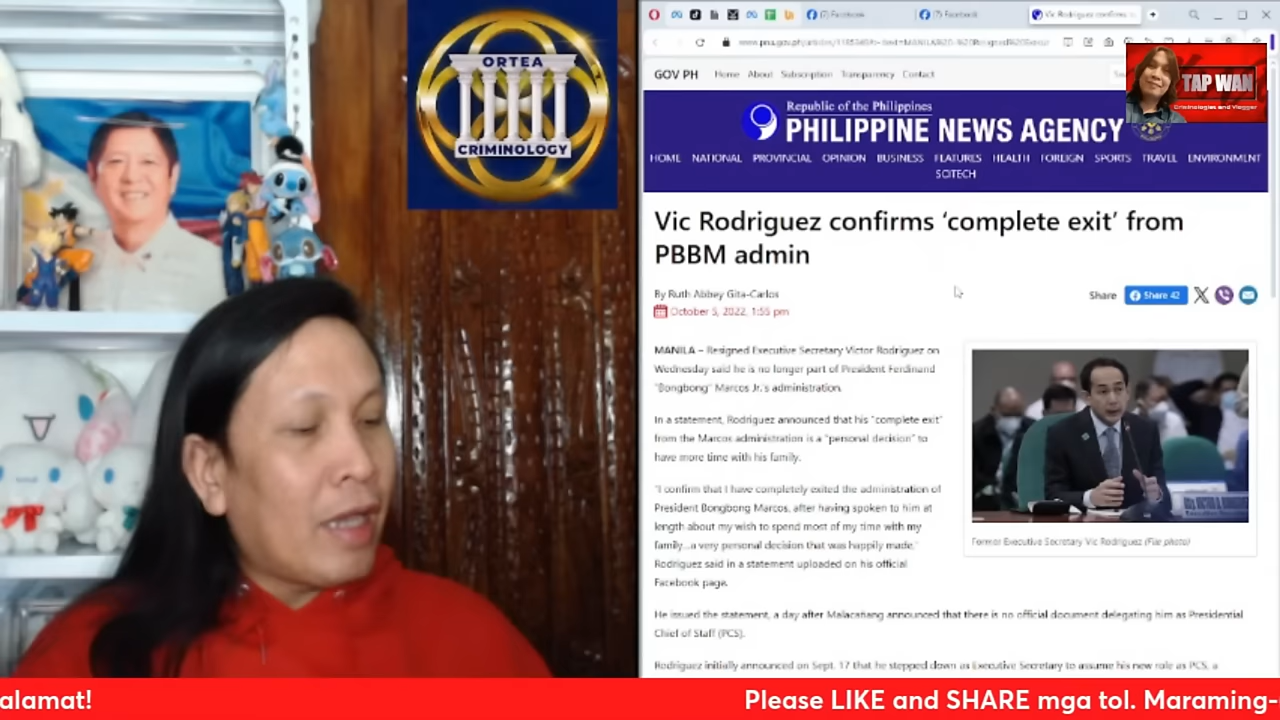 ORTEA
CRIMINOLOGY
Vic Rodriguez confirms
GOV PH Home About Subscription Transparency Contact
TAP WAN
Criminologist and Vlogger
Republic of the Philippines
PHILIPPINE NEWS AGENCY
HOME NATIONAL PROVINCIAL OPINION BUSINESS FEATURES HEALTH FOREIGN SPORTS TRAVEL ENVIRONMENT
SCITECH
Vic Rodriguez confirms ‘complete exit’ from
PBBM admin
By Ruth Abbey Gita-Carlos
Share Share 42
October 5, 2022, 1:55 pm
MANILA – Resigned Executive Secretary Victor Rodriguez on
Wednesday said he is no longer part of President Ferdinand
"Bongbong" Marcos Jr.'s administration.
In a statement, Rodriguez announced that his "complete exit"
from the Marcos administration is a "personal decision" to
have more time with his family.
"I confirm that I have completely exited the administration of
President Bongbong Marcos, after having spoken to him at
length about my wish to spend most of my time with my
family...a very personal decision that was happily made,"
Rodriguez said in a statement uploaded on his official
Facebook page.
Former Executive Secretary Vic Rodriguez (File photo)
He issued the statement, a day after Malacañang announced that there is no official document delegating him as Presidential
Chief of Staff (PCS).
Rodriguez initially announced on Sept. 17 that he stepped down as Executive Secretary to assume his new role as PCS, a
alamat! Please LIKE and SHARE mga tol. Maraming-